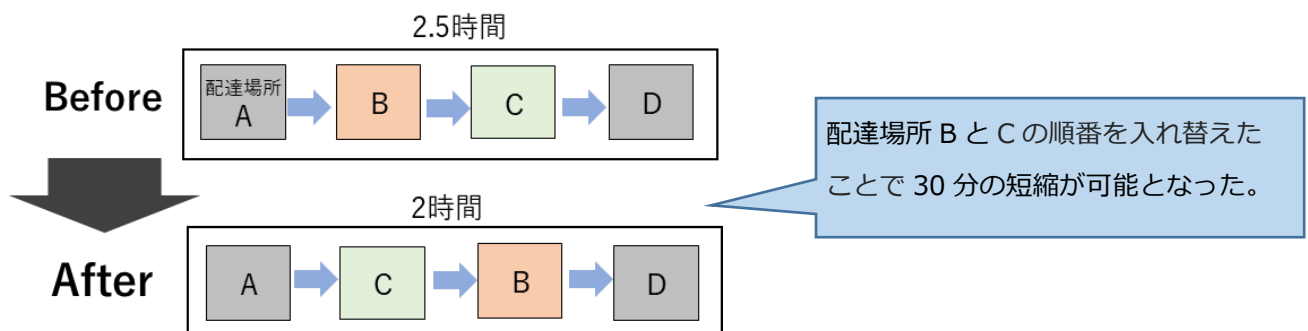 2.5時間
Before
配達場所
A
B
C
D
配達場所 B と C の順番を入れ替えた
ことで 30 分の短縮が可能となった。
2時間
After
A
C
B
D